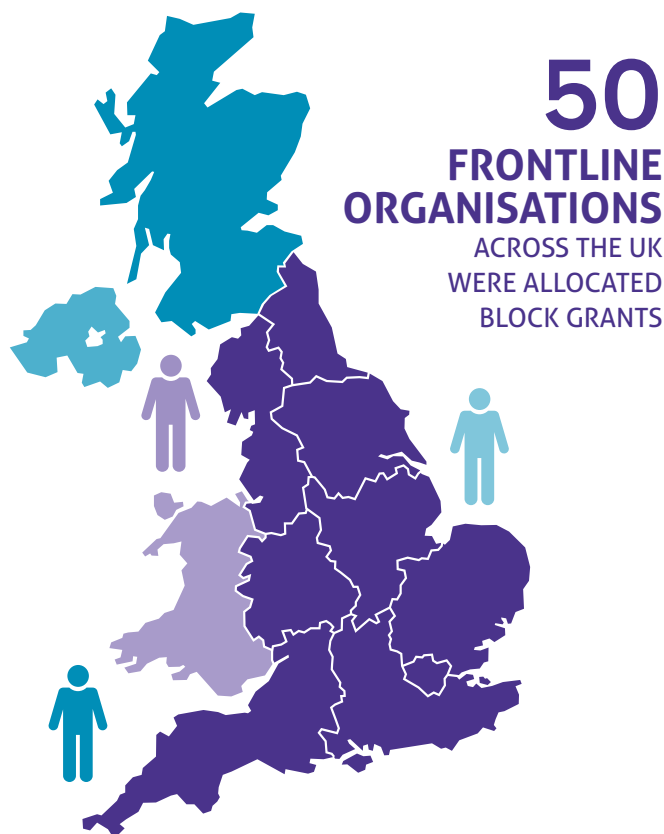 50
FRONTLINE
ORGANISATIONS
ACROSS THE UK
WERE ALLOCATED
BLOCK GRANTS